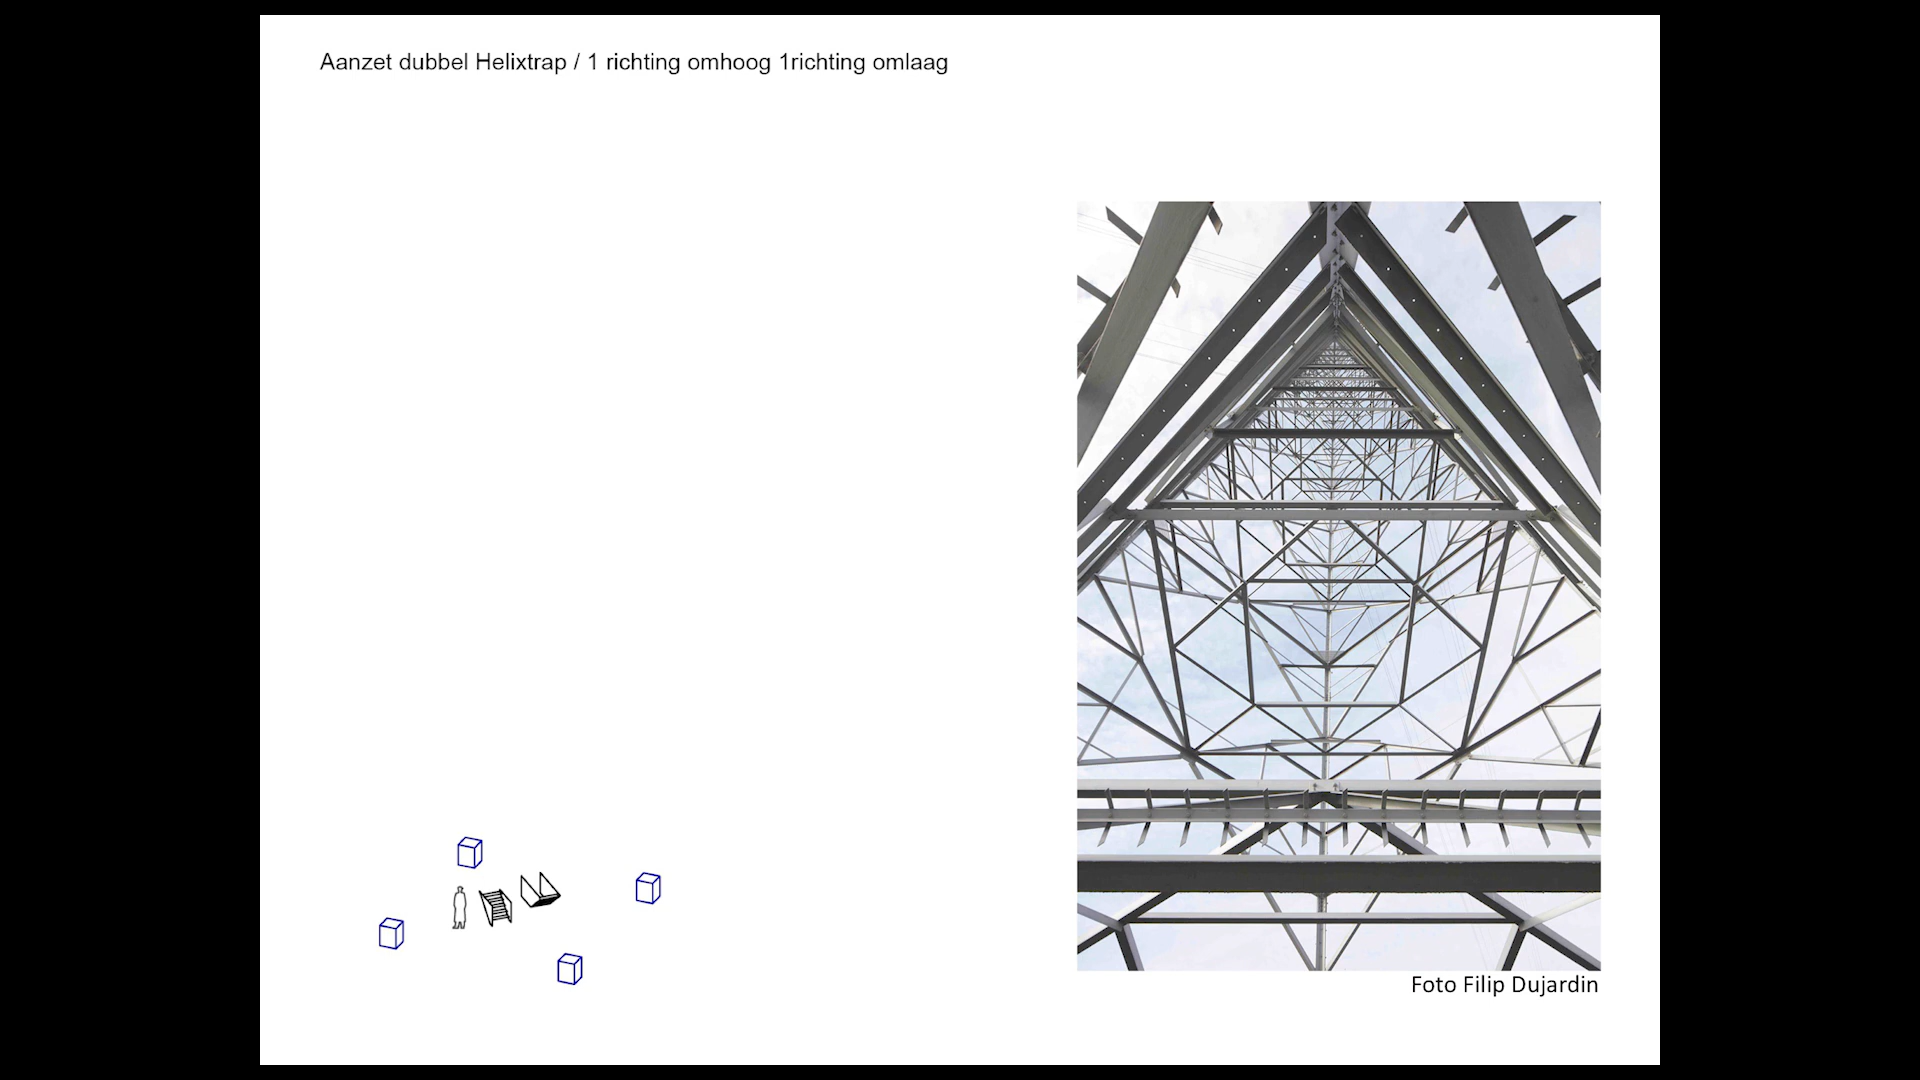 Aanzet dubbel Helixtrap / 1 richting omhoog 1richting omlaag
Foto Filip Dujardin